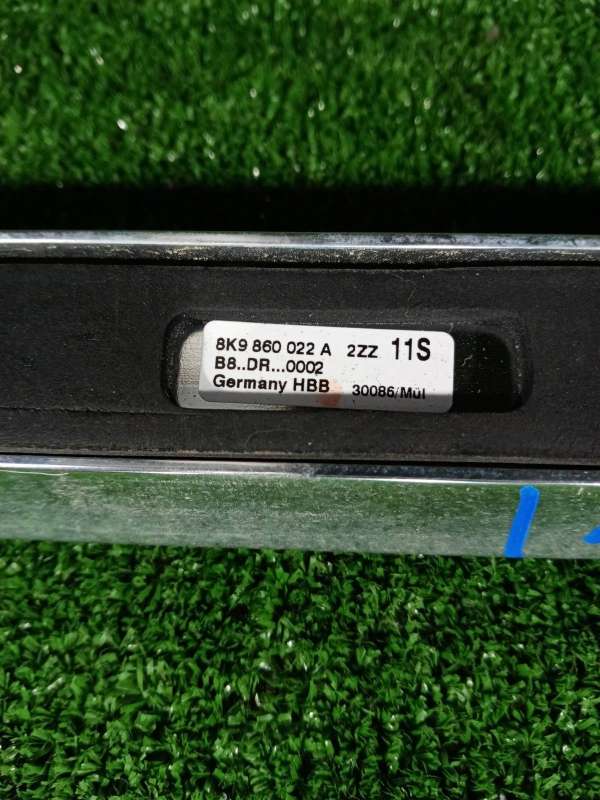 8K9 860 022 A 2ZZ 11S
B8..DR...0002
Germany HBB 30086/Mül